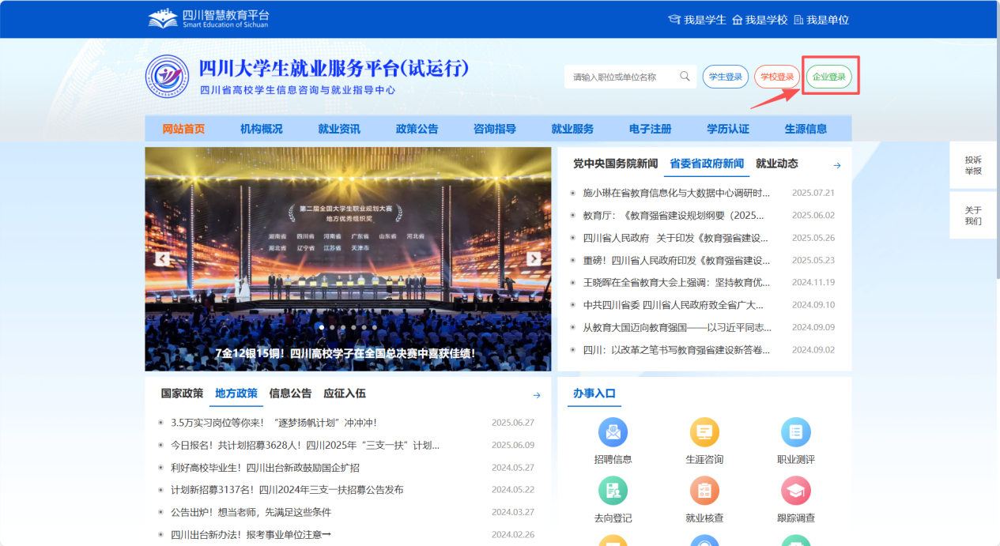 四川智慧教育平台
Smart Education of Sichuan
我是学生 我是学校 我是单位
四川大学生就业服务平台(试运行)
四川省高校学生信息咨询与就业指导中心
请输入职位或单位名称
学生登录 学校登录 企业登录
网站首页 机构概况 就业资讯 政策公告 咨询指导 就业服务 电子注册 学历认证 生源信息
投诉
举报
关于
我们
第二届全国大学生职业规划大赛
地方优秀组织奖
湖南省 四川省 河南省 广东省 山东省 河北省
湖北省 辽宁省 江苏省 天津市
7金12银15铜！四川高校学子在全国总决赛中喜获佳绩！
党中央国务院新闻 省委省政府新闻 就业动态
施小琳在省教育信息化与大数据中心调研时... 2025.07.21
教育厅：《教育强省建设规划纲要（2025... 2025.06.02
四川省人民政府 关于印发《教育强省建设... 2025.05.26
重磅！四川省人民政府印发《教育强省建设... 2025.05.23
王晓晖在全省教育大会上强调：坚持教育优... 2024.11.19
中共四川省委 四川省人民政府致全省广大... 2024.09.10
从教育大国迈向教育强国——以习近平同志... 2024.09.09
四川：以改革之笔书写教育强省建设新答卷... 2024.09.02
国家政策 地方政策 信息公告 应征入伍
3.5万实习岗位等你来！“逐梦扬帆计划”冲冲冲！ 2025.06.27
今日报名！共计划招募3628人！四川2025年“三支一扶”计划... 2025.06.09
利好高校毕业生！四川出台新政鼓励国企扩招 2024.05.27
计划新招募3137名！四川2024年三支一扶招募公告发布 2024.05.22
公告出炉！想当老师，先满足这些条件 2024.03.27
四川出台新办法！报考事业单位注意一 2024.02.26
办事入口
招聘信息 生涯咨询 职业测评
去向登记 就业核查 跟踪调查